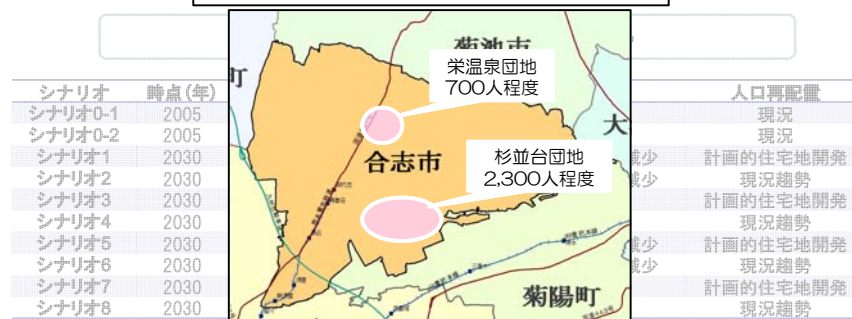 シナリオ 時点(年) 人口再配置
シナリオ0-1 2005 現況
シナリオ0-2 2005 現況
シナリオ1 2030 減少 計画的住宅地開発
シナリオ2 2030 減少 現況趨勢
シナリオ3 2030 計画的住宅地開発
シナリオ4 2030 現況趨勢
シナリオ5 2030 減少 計画的住宅地開発
シナリオ6 2030 減少 現況趨勢
シナリオ7 2030 計画的住宅地開発
シナリオ8 2030 現況趨勢
菊池市
町
栄温泉団地
700人程度
大
合志市
杉並台団地
2,300人程度
菊陽町